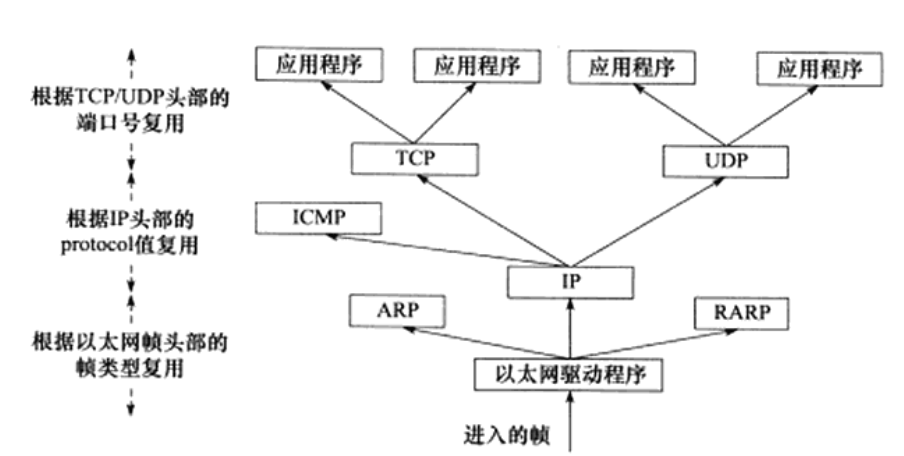 应用程序
应用程序
应用程序
应用程序
根据TCP/UDP头部的
端口号复用
TCP
UDP
根据IP头部的
protocol值复用
ICMP
IP
ARP
RARP
根据以太网帧头部的
帧类型复用
以太网驱动程序
进入的帧